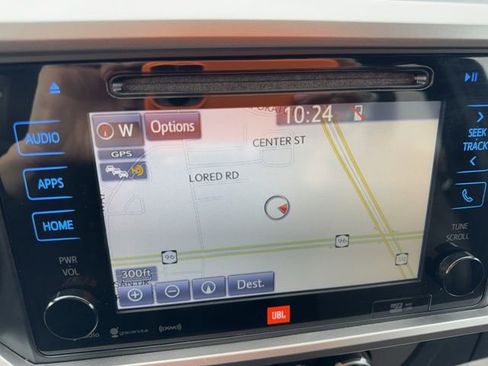 10:24
W
Options
GPS
CENTER ST
LORED RD
AUDIO
APPS
HOME
PWR
VOL
SEEK
TRACK
TUNE
SCROLL
96
96
300ft
Dest.
JBL
gracenote